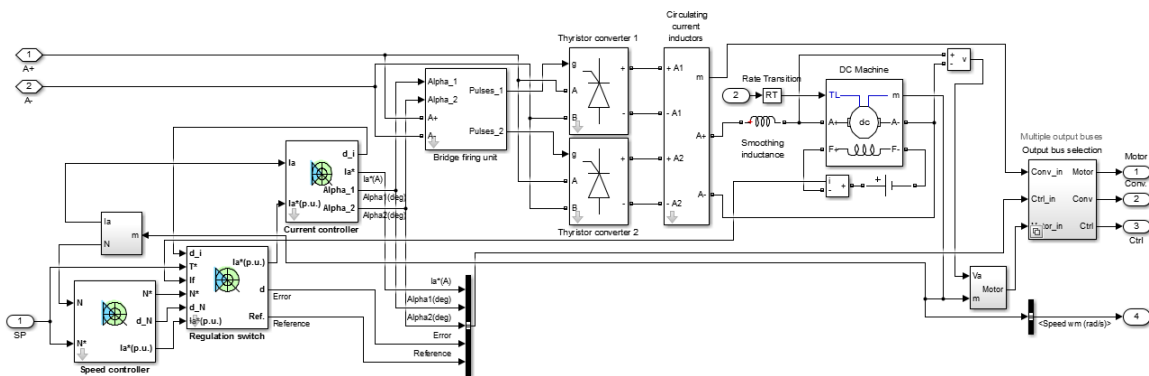 1
A+
2
A-
Bridge firing unit
Alpha_1
Alpha_2
A+
A-
Pulses_1
Pulses_2
Thyristor converter 1
g
A
B
+
-
Thyristor converter 2
g
A
B
+
-
Circulating
current
inductors
+ A1
- A1
+ A2
- A2
m
A+
A-
Rate Transition
2
RT
Smoothing
inductance
DC Machine
TL
m
A+
dc
A-
F+
F-
i
+
-
+
-
v
Multiple output buses
Output bus selection
Conv_in
Ctrl_in
Motor_in
Motor
Conv
Ctrl
Motor
1
Conv.
2
3
Ctrl
Va
m
Motor
<Speed wm (rad/s)>
4
Ia
d_i
Ia*
Alpha_1
Alpha_2
Ia*(p.u.)
Current controller
Ia*(A)
Alpha1(deg)
Alpha2(deg)
Ia
N
m
d_i
T*
If
N*
d_N
Ia*(p.u.)
Ia*(p.u.)
d
Ref.
Regulation switch
Error
Reference
1
SP
N
N*
N*
d_N
Ia*(p.u.)
Speed controller
Ia*(A)
Alpha1(deg)
Alpha2(deg)
Error
Reference